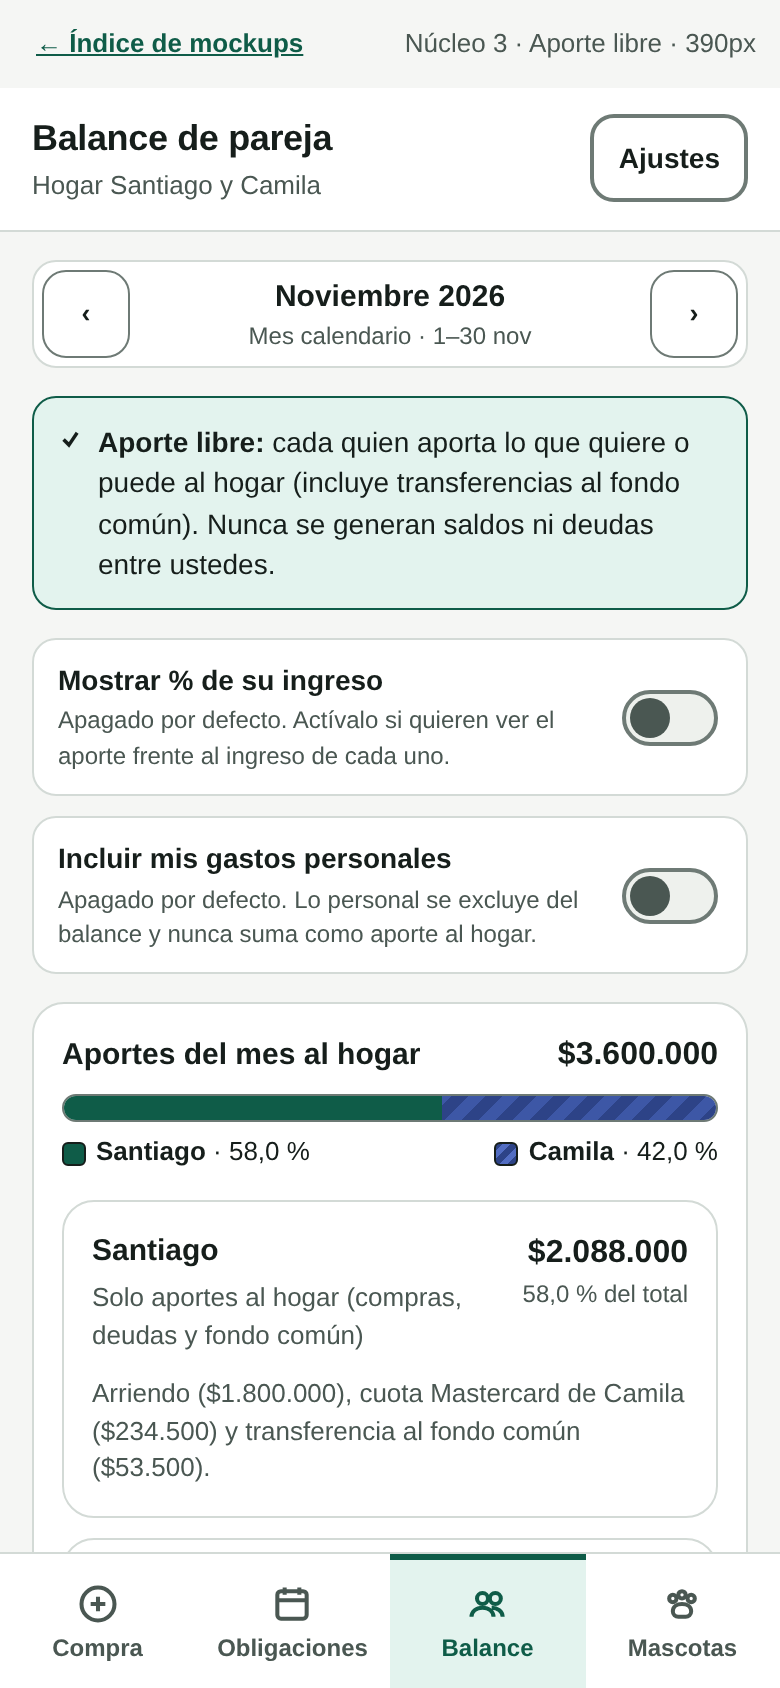 ← Índice de mockups
Núcleo 3 · Aporte libre · 390px
Balance de pareja
Hogar Santiago y Camila
Ajustes
‹
Noviembre 2026
Mes calendario · 1–30 nov
›
Aporte libre: cada quien aporta lo que quiere o
puede al hogar (incluye transferencias al fondo
común). Nunca se generan saldos ni deudas
entre ustedes.
Mostrar % de su ingreso
Apagado por defecto. Actívalo si quieren ver el
aporte frente al ingreso de cada uno.
Incluir mis gastos personales
Apagado por defecto. Lo personal se excluye del
balance y nunca suma como aporte al hogar.
Aportes del mes al hogar
$3.600.000
Santiago · 58,0 %
Camila · 42,0 %
Santiago
$2.088.000
Solo aportes al hogar (compras,
deudas y fondo común)
58,0 % del total
Arriendo ($1.800.000), cuota Mastercard de Camila
($234.500) y transferencia al fondo común
($53.500).
Compra
Obligaciones
Balance
Mascotas